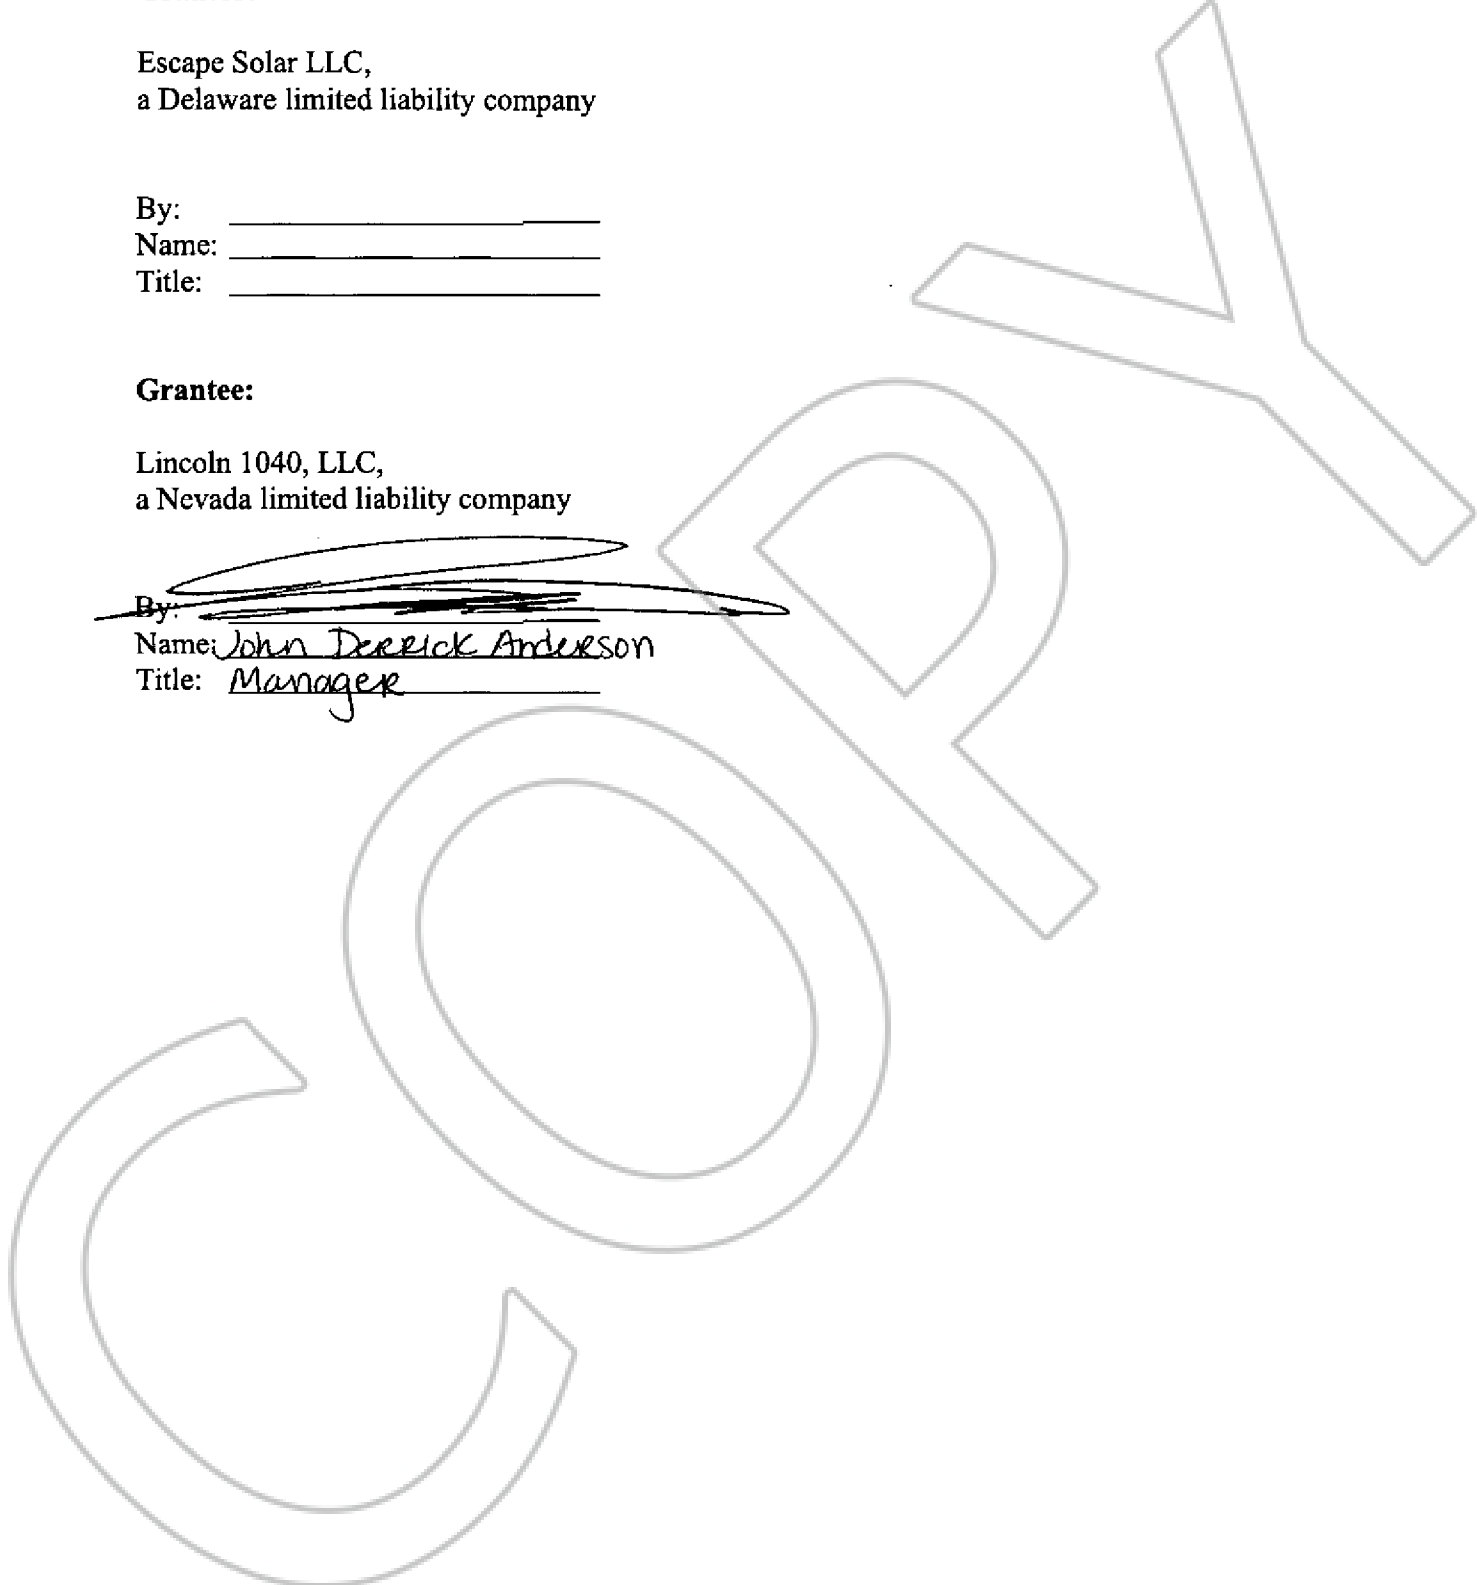 Escape Solar LLC,
a Delaware limited liability company
By:
Name:
Title:
Grantee:
Lincoln 1040, LLC,
a Nevada limited liability company
By:
Name: John Derrick Anderson
Title: Manager
COPY